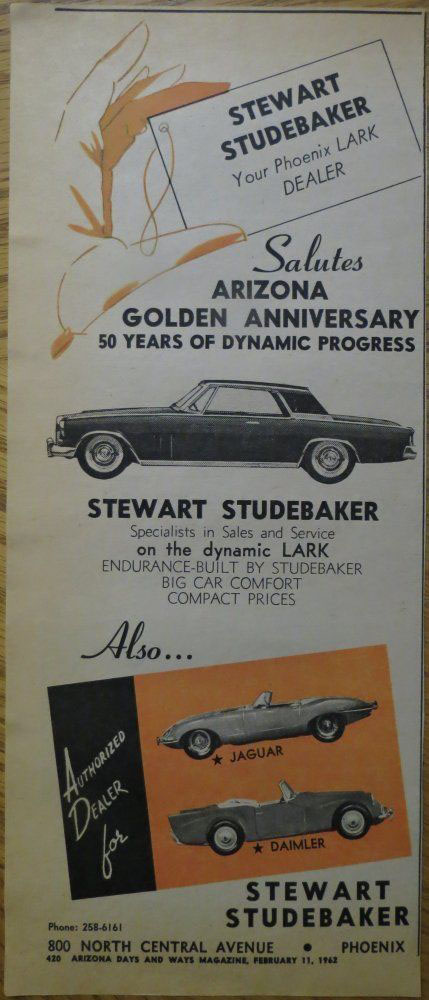 STEWART
STUDEBAKER
Your Phoenix LARK
DEALER
Salutes
ARIZONA
GOLDEN ANNIVERSARY
50 YEARS OF DYNAMIC PROGRESS
STEWART STUDEBAKER
Specialists in Sales and Service
on the dynamic LARK
ENDURANCE-BUILT BY STUDEBAKER
BIG CAR COMFORT
COMPACT PRICES
Also...
AUTHORIZED
DEALER
for
★ JAGUAR
★ DAIMLER
STEWART
STUDEBAKER
Phone: 258-6161
800 NORTH CENTRAL AVENUE • PHOENIX
420 ARIZONA DAYS AND WAYS MAGAZINE, FEBRUARY 11, 1962